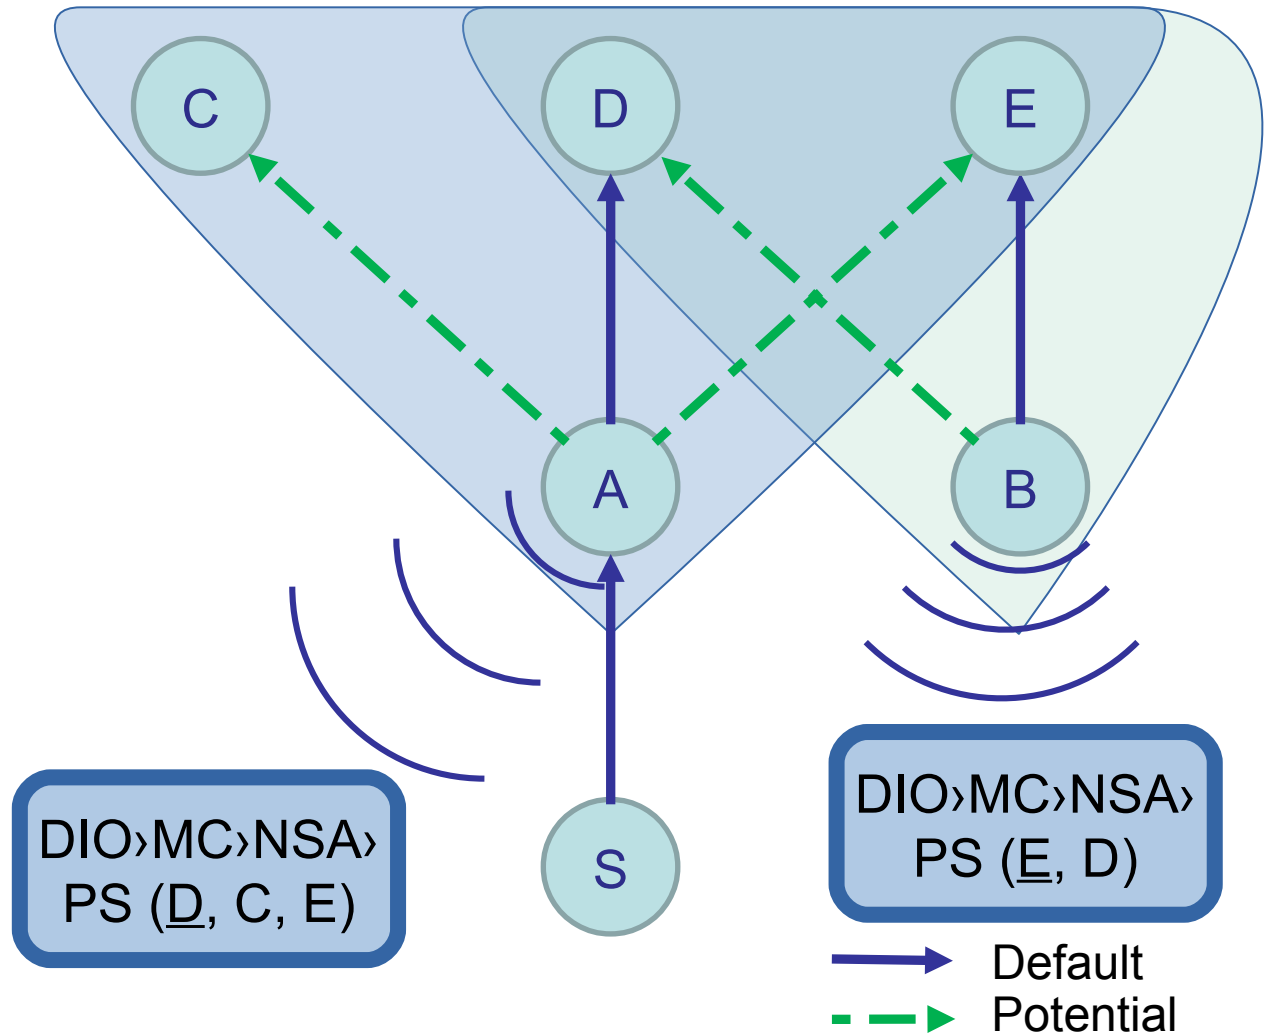 C
D
E
A
B
DIO›MC›NSA›
PS (E, D)
DIO›MC›NSA›
PS (D, C, E)
S
Default
Potential